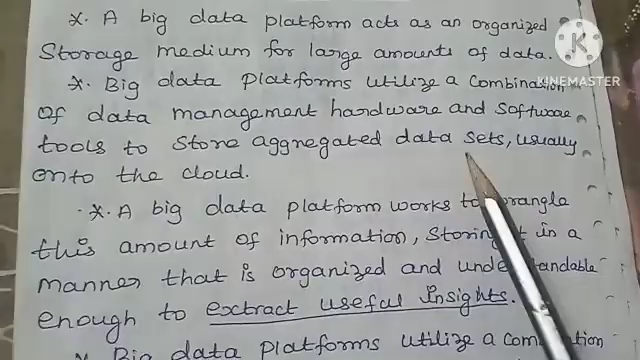 * A big data platform acts as an organized
Storage medium for large amounts of data.
* Big data Platforms utilize a Combination
KINEMASTER
Of data management hardware and software
tools to store aggregated data sets, usually
onto the cloud.
* A big data platform works to wrangle
this amount of information, Storing it in a
manner that is organized and understandable
enough to extract useful insights.
* Big data Platforms utilize a Combination